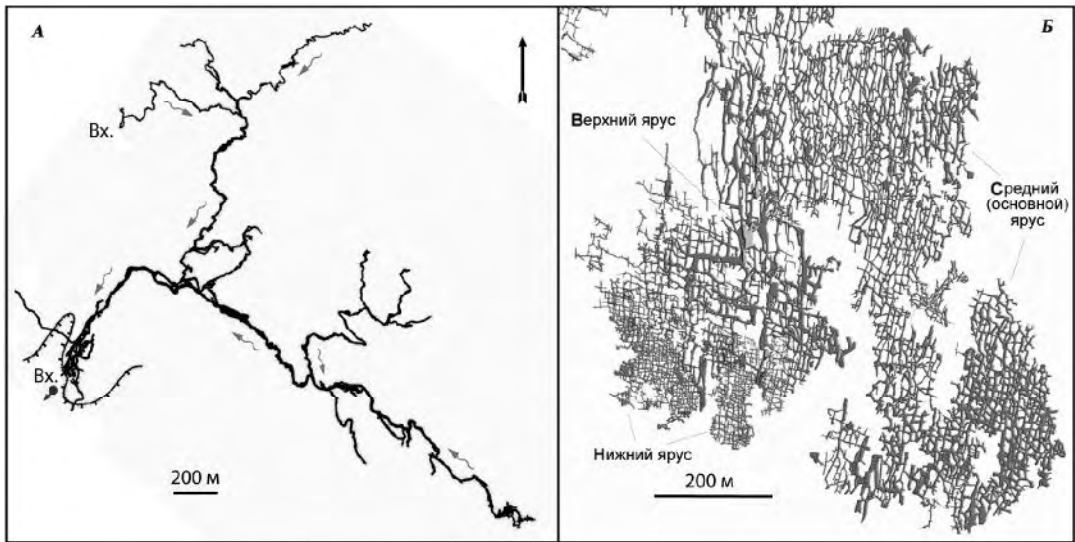 А
Вх.
Вх.
200 м
Б
Верхний ярус
Средний
(основной)
ярус
Нижний ярус
200 м